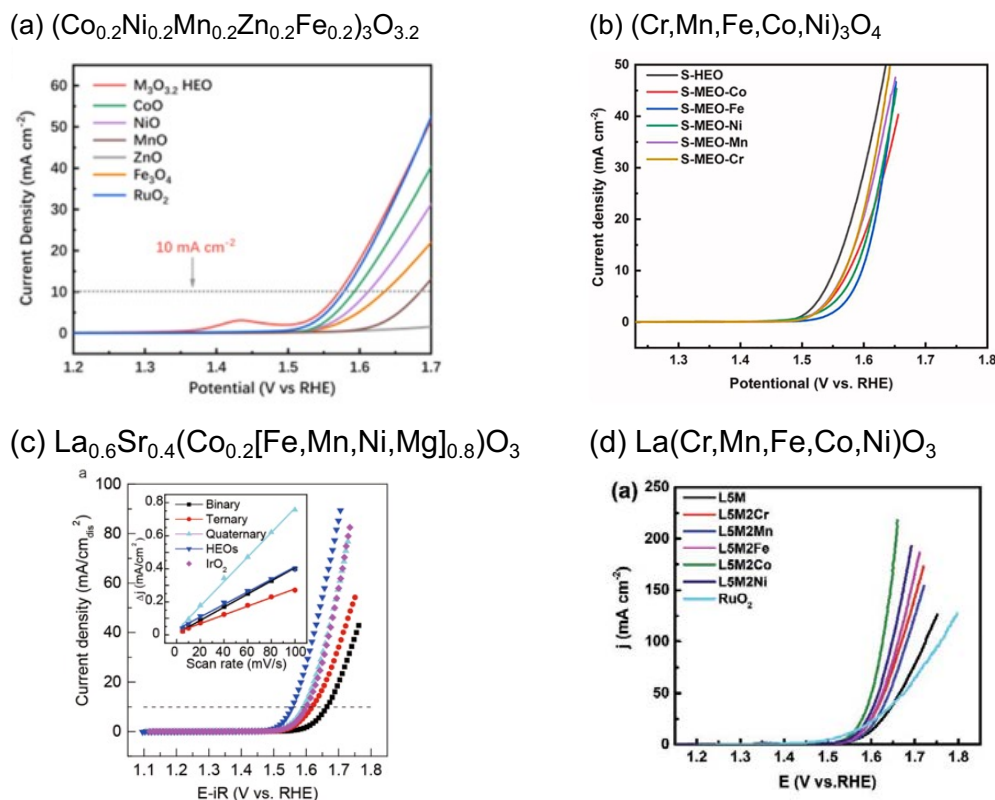 (a) (Co0.2Ni0.2Mn0.2Zn0.2Fe0.2)3O3.2
Current Density (mA cm-2)
60
50
40
30
20
10
0
M3O3.2 HEO
CoO
NiO
MnO
ZnO
Fe3O4
RuO2
10 mA cm-2
1.2 1.3 1.4 1.5 1.6 1.7
Potential (V vs RHE)
(b) (Cr,Mn,Fe,Co,Ni)3O4
Current density (mA cm-2)
50
40
30
20
10
0
S-HEO
S-MEO-Co
S-MEO-Fe
S-MEO-Ni
S-MEO-Mn
S-MEO-Cr
1.3 1.4 1.5 1.6 1.7 1.8
Potentional (V vs. RHE)
(c) La0.6Sr0.4(Co0.2[Fe,Mn,Ni,Mg]0.8)O3
a
Current density (mA/cm2dis)
100
80
60
40
20
0
Δj (mA/cm2)
0.8
0.6
0.4
0.2
0
Binary
Ternary
Quaternary
HEOs
IrO2
0 20 40 60 80 100
Scan rate (mV/s)
1.1 1.2 1.3 1.4 1.5 1.6 1.7 1.8
E-iR (V vs. RHE)
(d) La(Cr,Mn,Fe,Co,Ni)O3
(a)
j (mA cm-2)
250
200
150
100
50
0
L5M
L5M2Cr
L5M2Mn
L5M2Fe
L5M2Co
L5M2Ni
RuO2
1.2 1.3 1.4 1.5 1.6 1.7 1.8
E (V vs.RHE)